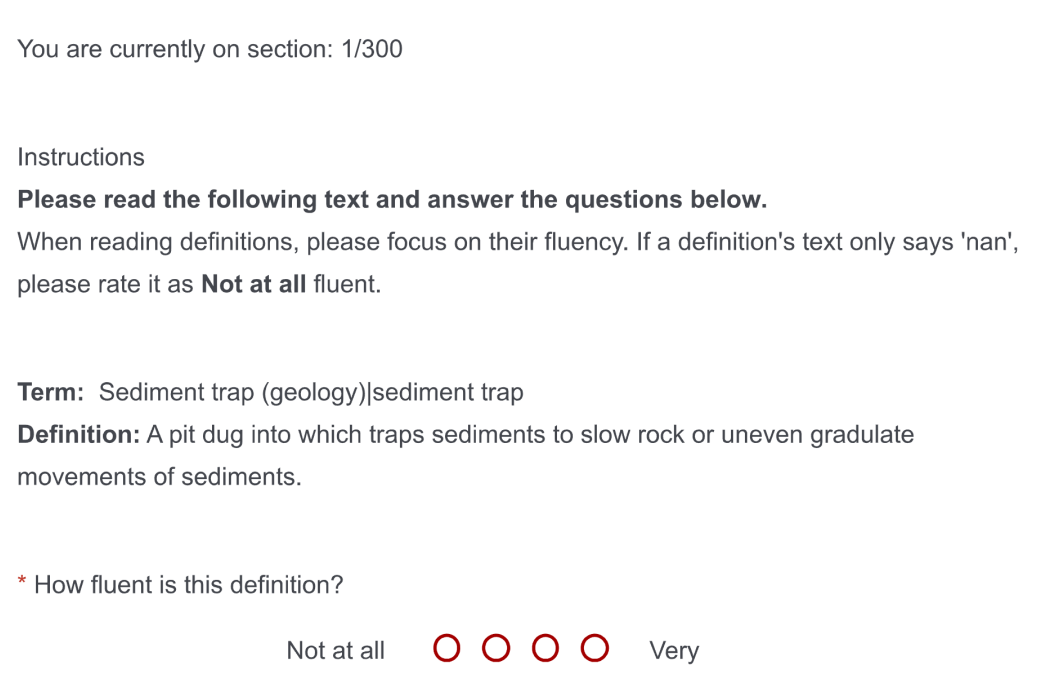 You are currently on section: 1/300
Instructions
Please read the following text and answer the questions below.
When reading definitions, please focus on their fluency. If a definition's text only says 'nan',
please rate it as Not at all fluent.
Term: Sediment trap (geology)|sediment trap
Definition: A pit dug into which traps sediments to slow rock or uneven gradulate
movements of sediments.
* How fluent is this definition?
Not at all Very